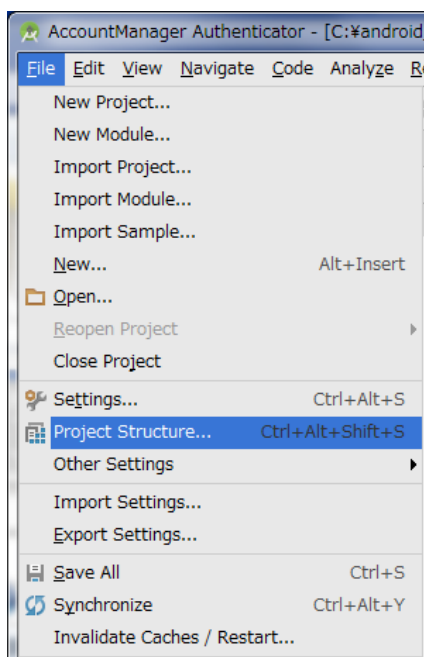 AccountManager Authenticator - [C:¥android
File Edit View Navigate Code Analyze
New Project...
New Module...
Import Project...
Import Module...
Import Sample...
New... Alt+Insert
Open...
Reopen Project
Close Project
Settings... Ctrl+Alt+S
Project Structure... Ctrl+Alt+Shift+S
Other Settings
Import Settings...
Export Settings...
Save All Ctrl+S
Synchronize Ctrl+Alt+Y
Invalidate Caches / Restart...